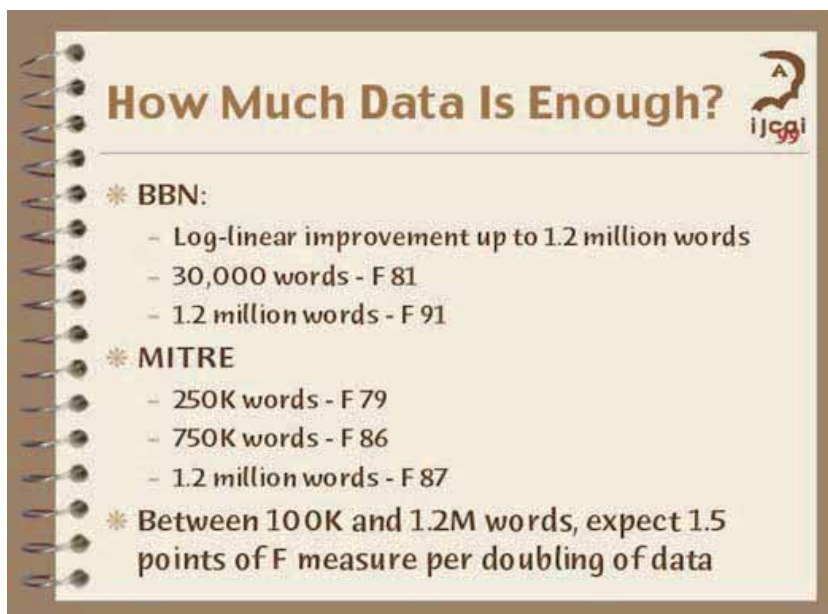 How Much Data Is Enough?
A
ijcai
99
BBN:
– Log-linear improvement up to 1.2 million words
– 30,000 words - F 81
– 1.2 million words - F 91
MITRE
– 250K words - F 79
– 750K words - F 86
– 1.2 million words - F 87
Between 100K and 1.2M words, expect 1.5
points of F measure per doubling of data